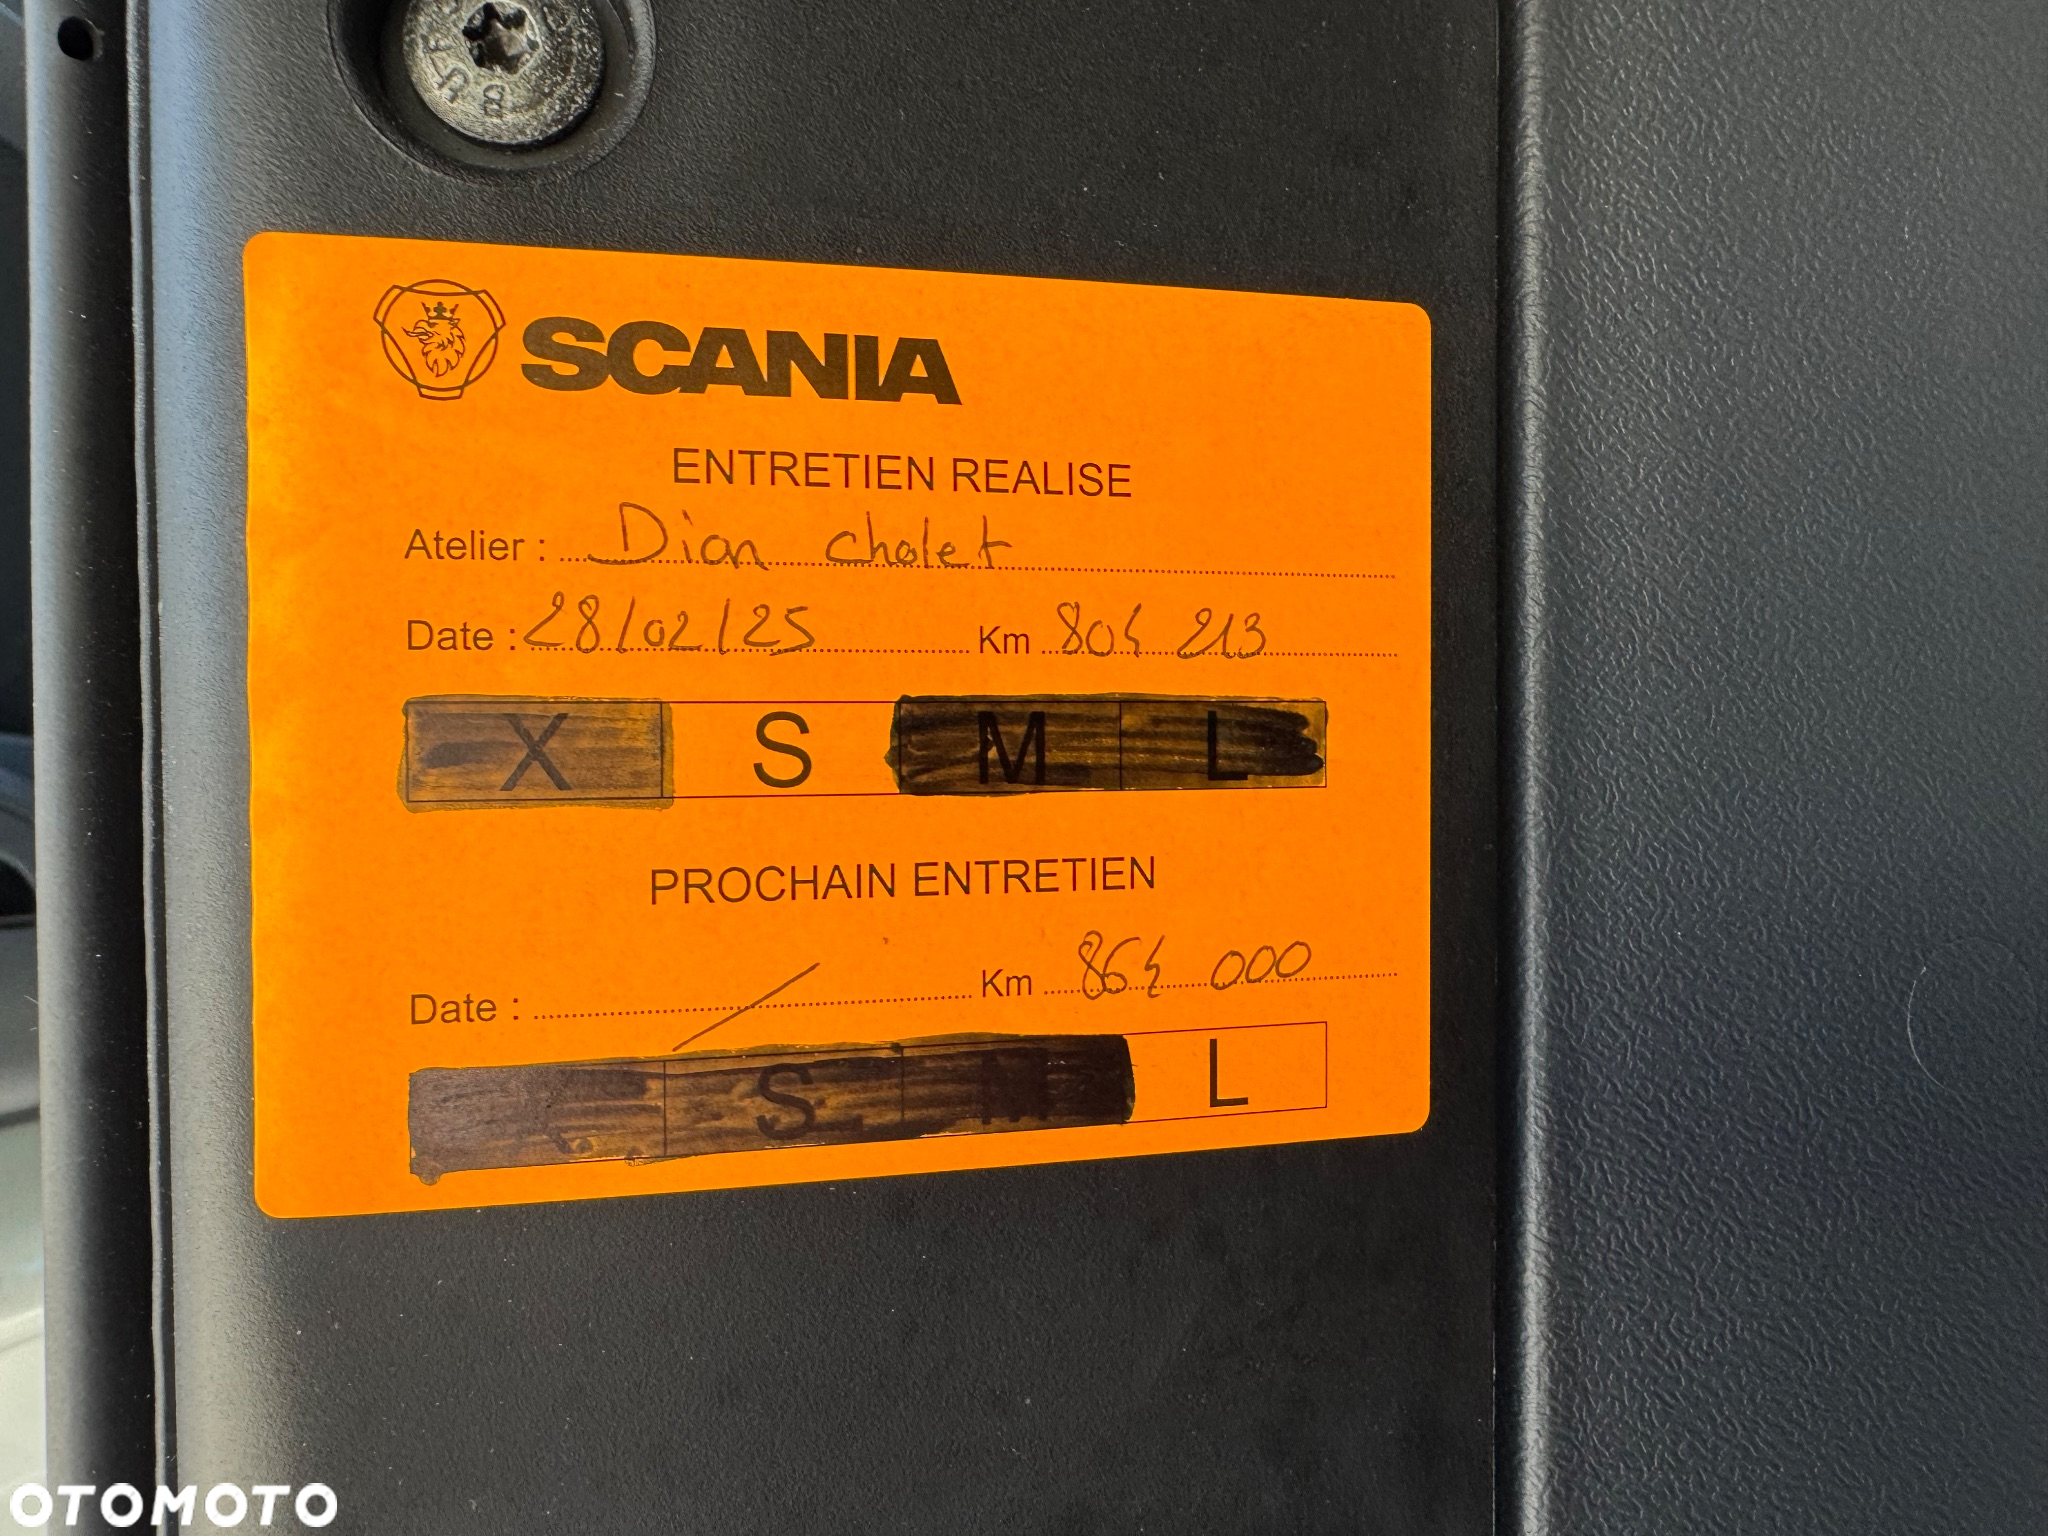 SCANIA
ENTRETIEN REALISE
Atelier : Dian cholet
Date : 28/02/25 Km 804 213
X S M L
PROCHAIN ENTRETIEN
Date : / Km 864 000
S M L
OTOMOTO